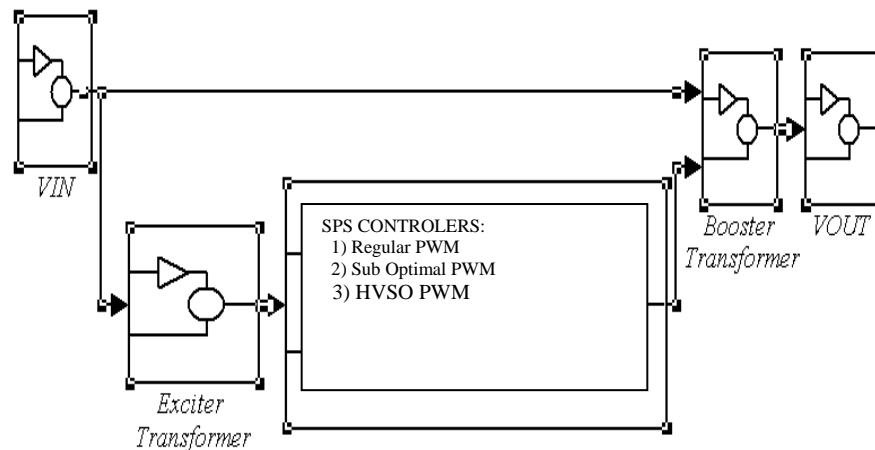 VIN
SPS CONTROLERS:
1) Regular PWM
2) Sub Optimal PWM
3) HVSO PWM
Booster
Transformer
VOUT
Exciter
Transformer